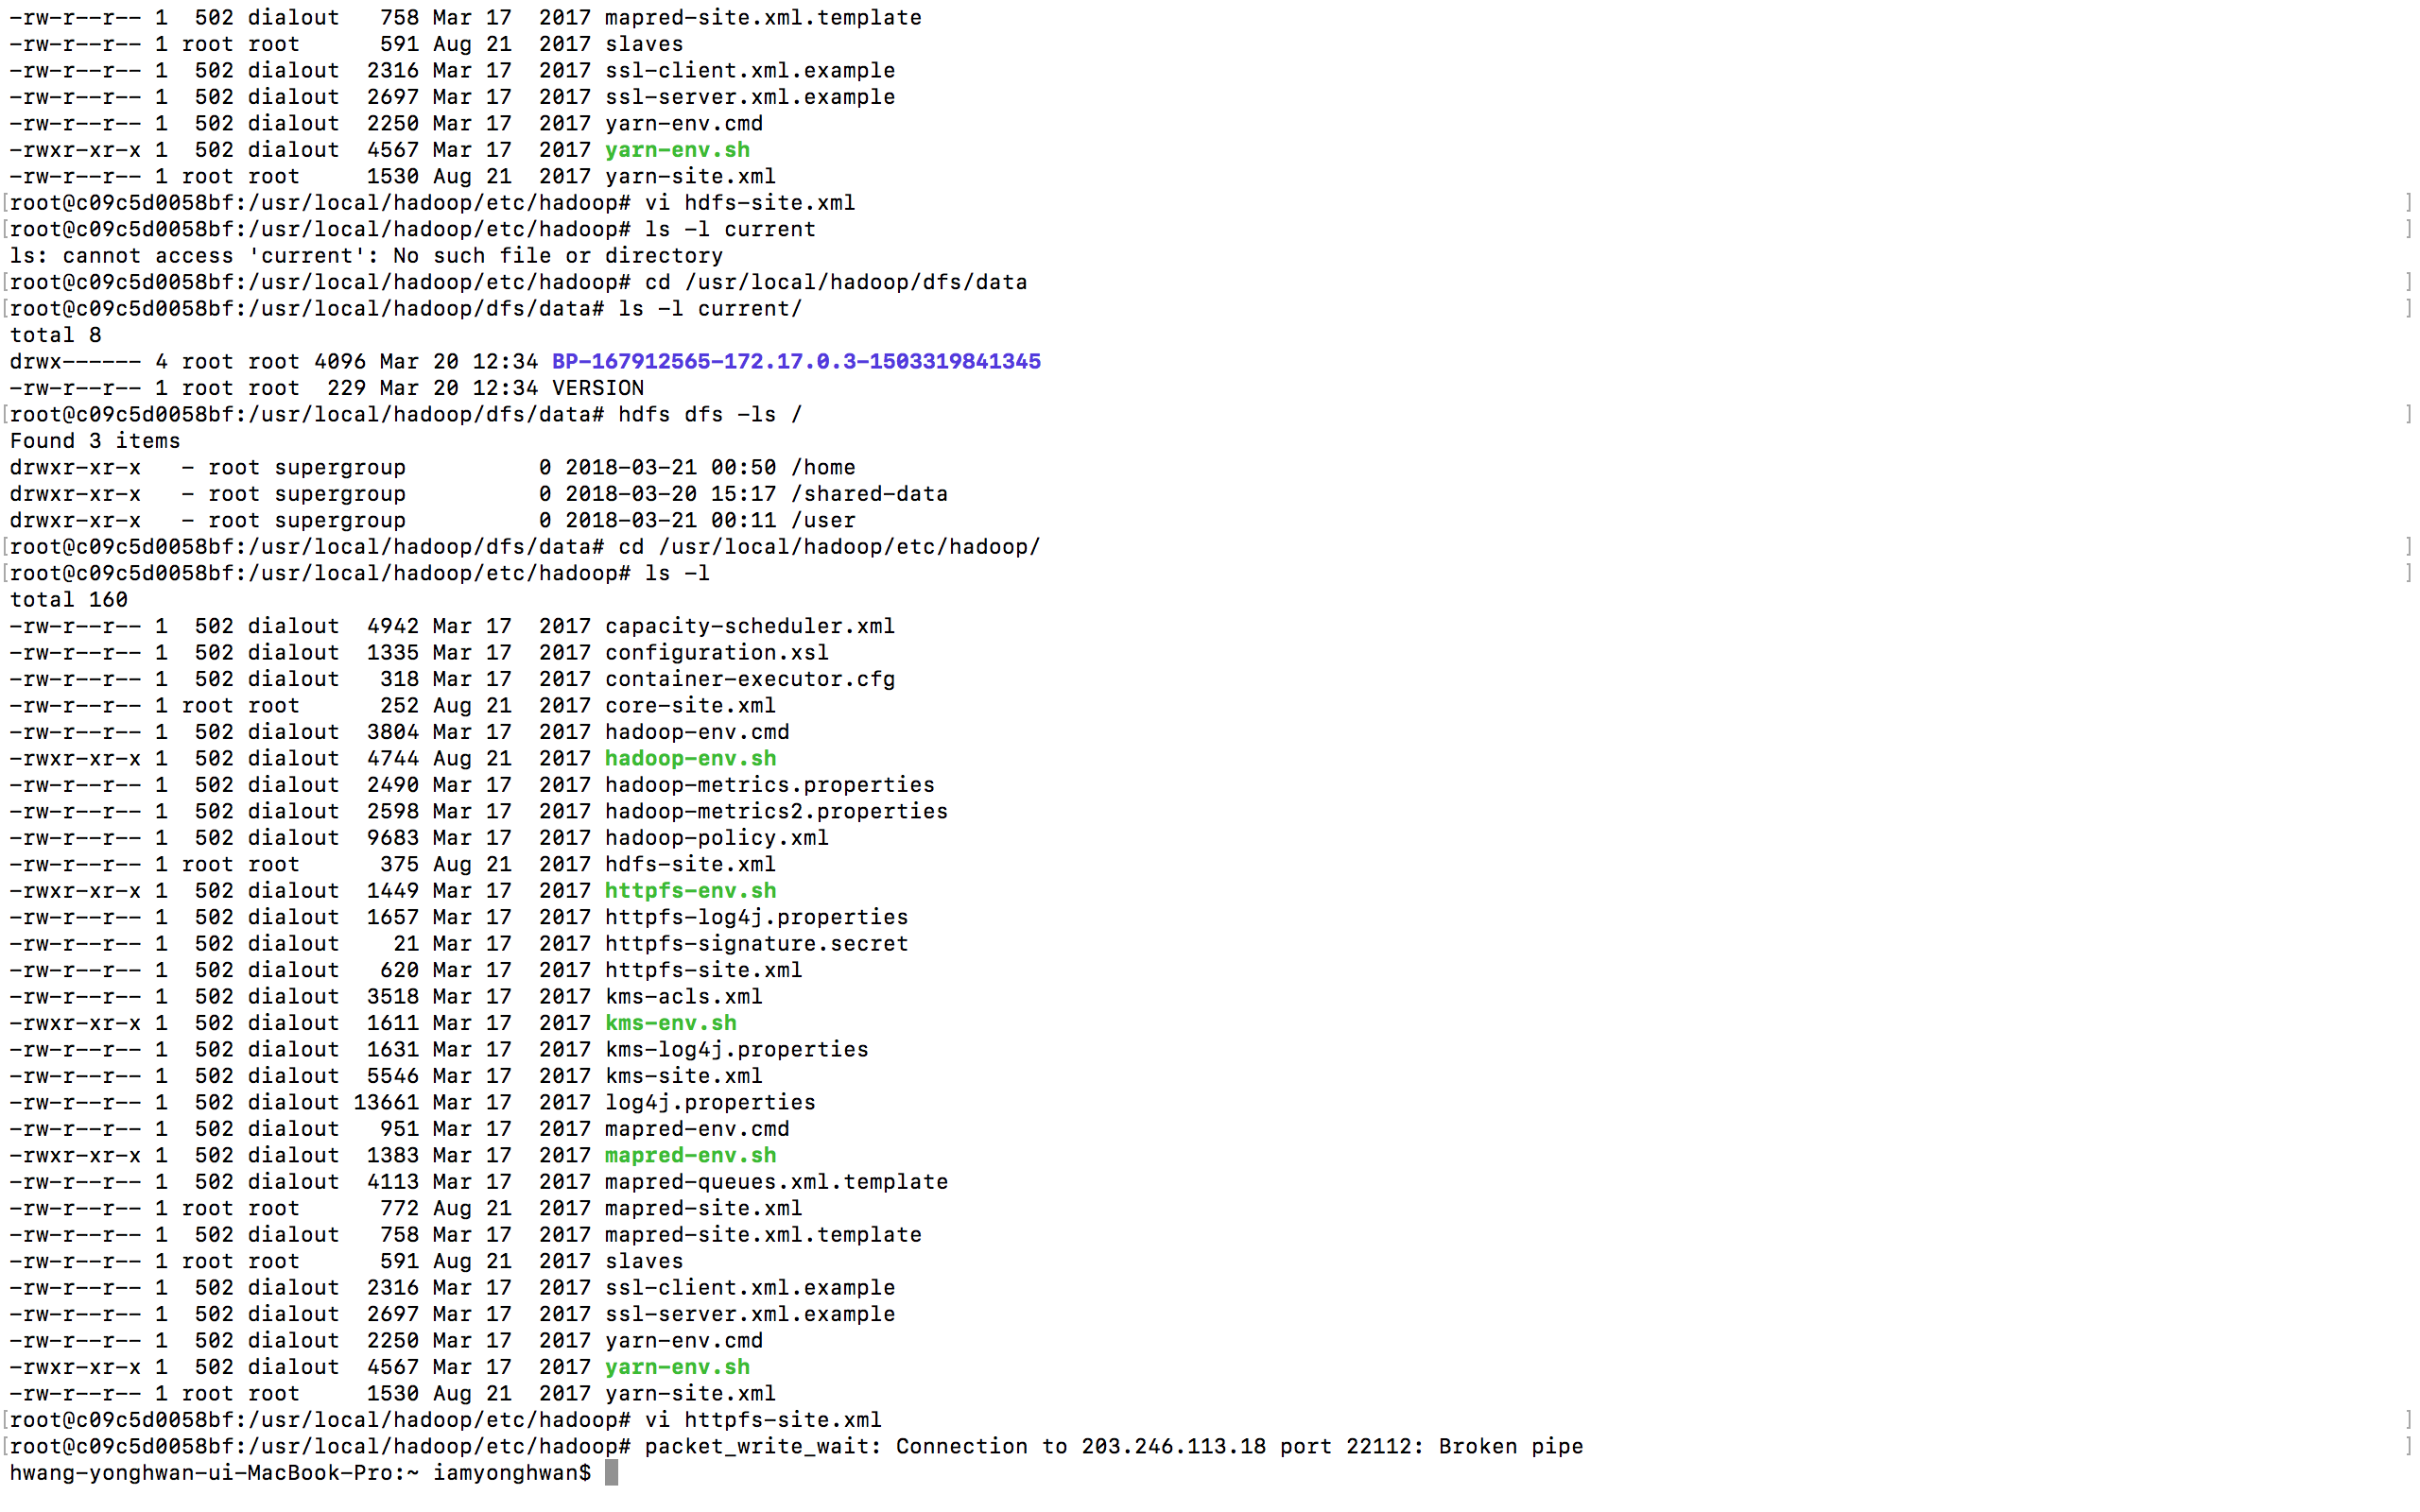 -rw-r--r-- 1  502 dialout   758 Mar 17  2017 mapred-site.xml.template
-rw-r--r-- 1 root root      591 Aug 21  2017 slaves
-rw-r--r-- 1  502 dialout  2316 Mar 17  2017 ssl-client.xml.example
-rw-r--r-- 1  502 dialout  2697 Mar 17  2017 ssl-server.xml.example
-rw-r--r-- 1  502 dialout  2250 Mar 17  2017 yarn-env.cmd
-rwxr-xr-x 1  502 dialout  4567 Mar 17  2017 yarn-env.sh
-rw-r--r-- 1 root root     1530 Aug 21  2017 yarn-site.xml
[root@c09c5d0058bf:/usr/local/hadoop/etc/hadoop# vi hdfs-site.xml ]
[root@c09c5d0058bf:/usr/local/hadoop/etc/hadoop# ls -l current ]
ls: cannot access 'current': No such file or directory
[root@c09c5d0058bf:/usr/local/hadoop/etc/hadoop# cd /usr/local/hadoop/dfs/data ]
[root@c09c5d0058bf:/usr/local/hadoop/dfs/data# ls -l current/ ]
total 8
drwx------ 4 root root 4096 Mar 20 12:34 BP-167912565-172.17.0.3-1503319841345
-rw-r--r-- 1 root root  229 Mar 20 12:34 VERSION
[root@c09c5d0058bf:/usr/local/hadoop/dfs/data# hdfs dfs -ls / ]
Found 3 items
drwxr-xr-x   - root supergroup          0 2018-03-21 00:50 /home
drwxr-xr-x   - root supergroup          0 2018-03-20 15:17 /shared-data
drwxr-xr-x   - root supergroup          0 2018-03-21 00:11 /user
[root@c09c5d0058bf:/usr/local/hadoop/dfs/data# cd /usr/local/hadoop/etc/hadoop/ ]
[root@c09c5d0058bf:/usr/local/hadoop/etc/hadoop# ls -l ]
total 160
-rw-r--r-- 1  502 dialout  4942 Mar 17  2017 capacity-scheduler.xml
-rw-r--r-- 1  502 dialout  1335 Mar 17  2017 configuration.xsl
-rw-r--r-- 1  502 dialout   318 Mar 17  2017 container-executor.cfg
-rw-r--r-- 1 root root      252 Aug 21  2017 core-site.xml
-rw-r--r-- 1  502 dialout  3804 Mar 17  2017 hadoop-env.cmd
-rwxr-xr-x 1  502 dialout  4744 Aug 21  2017 hadoop-env.sh
-rw-r--r-- 1  502 dialout  2490 Mar 17  2017 hadoop-metrics.properties
-rw-r--r-- 1  502 dialout  2598 Mar 17  2017 hadoop-metrics2.properties
-rw-r--r-- 1  502 dialout  9683 Mar 17  2017 hadoop-policy.xml
-rw-r--r-- 1 root root      375 Aug 21  2017 hdfs-site.xml
-rwxr-xr-x 1  502 dialout  1449 Mar 17  2017 httpfs-env.sh
-rw-r--r-- 1  502 dialout  1657 Mar 17  2017 httpfs-log4j.properties
-rw-r--r-- 1  502 dialout    21 Mar 17  2017 httpfs-signature.secret
-rw-r--r-- 1  502 dialout   620 Mar 17  2017 httpfs-site.xml
-rw-r--r-- 1  502 dialout  3518 Mar 17  2017 kms-acls.xml
-rwxr-xr-x 1  502 dialout  1611 Mar 17  2017 kms-env.sh
-rw-r--r-- 1  502 dialout  1631 Mar 17  2017 kms-log4j.properties
-rw-r--r-- 1  502 dialout  5546 Mar 17  2017 kms-site.xml
-rw-r--r-- 1  502 dialout 13661 Mar 17  2017 log4j.properties
-rw-r--r-- 1  502 dialout   951 Mar 17  2017 mapred-env.cmd
-rwxr-xr-x 1  502 dialout  1383 Mar 17  2017 mapred-env.sh
-rw-r--r-- 1  502 dialout  4113 Mar 17  2017 mapred-queues.xml.template
-rw-r--r-- 1 root root      772 Aug 21  2017 mapred-site.xml
-rw-r--r-- 1  502 dialout   758 Mar 17  2017 mapred-site.xml.template
-rw-r--r-- 1 root root      591 Aug 21  2017 slaves
-rw-r--r-- 1  502 dialout  2316 Mar 17  2017 ssl-client.xml.example
-rw-r--r-- 1  502 dialout  2697 Mar 17  2017 ssl-server.xml.example
-rw-r--r-- 1  502 dialout  2250 Mar 17  2017 yarn-env.cmd
-rwxr-xr-x 1  502 dialout  4567 Mar 17  2017 yarn-env.sh
-rw-r--r-- 1 root root     1530 Aug 21  2017 yarn-site.xml
[root@c09c5d0058bf:/usr/local/hadoop/etc/hadoop# vi httpfs-site.xml ]
[root@c09c5d0058bf:/usr/local/hadoop/etc/hadoop# packet_write_wait: Connection to 203.246.113.18 port 22112: Broken pipe ]
hwang-yonghwan-ui-MacBook-Pro:~ iamyonghwan$